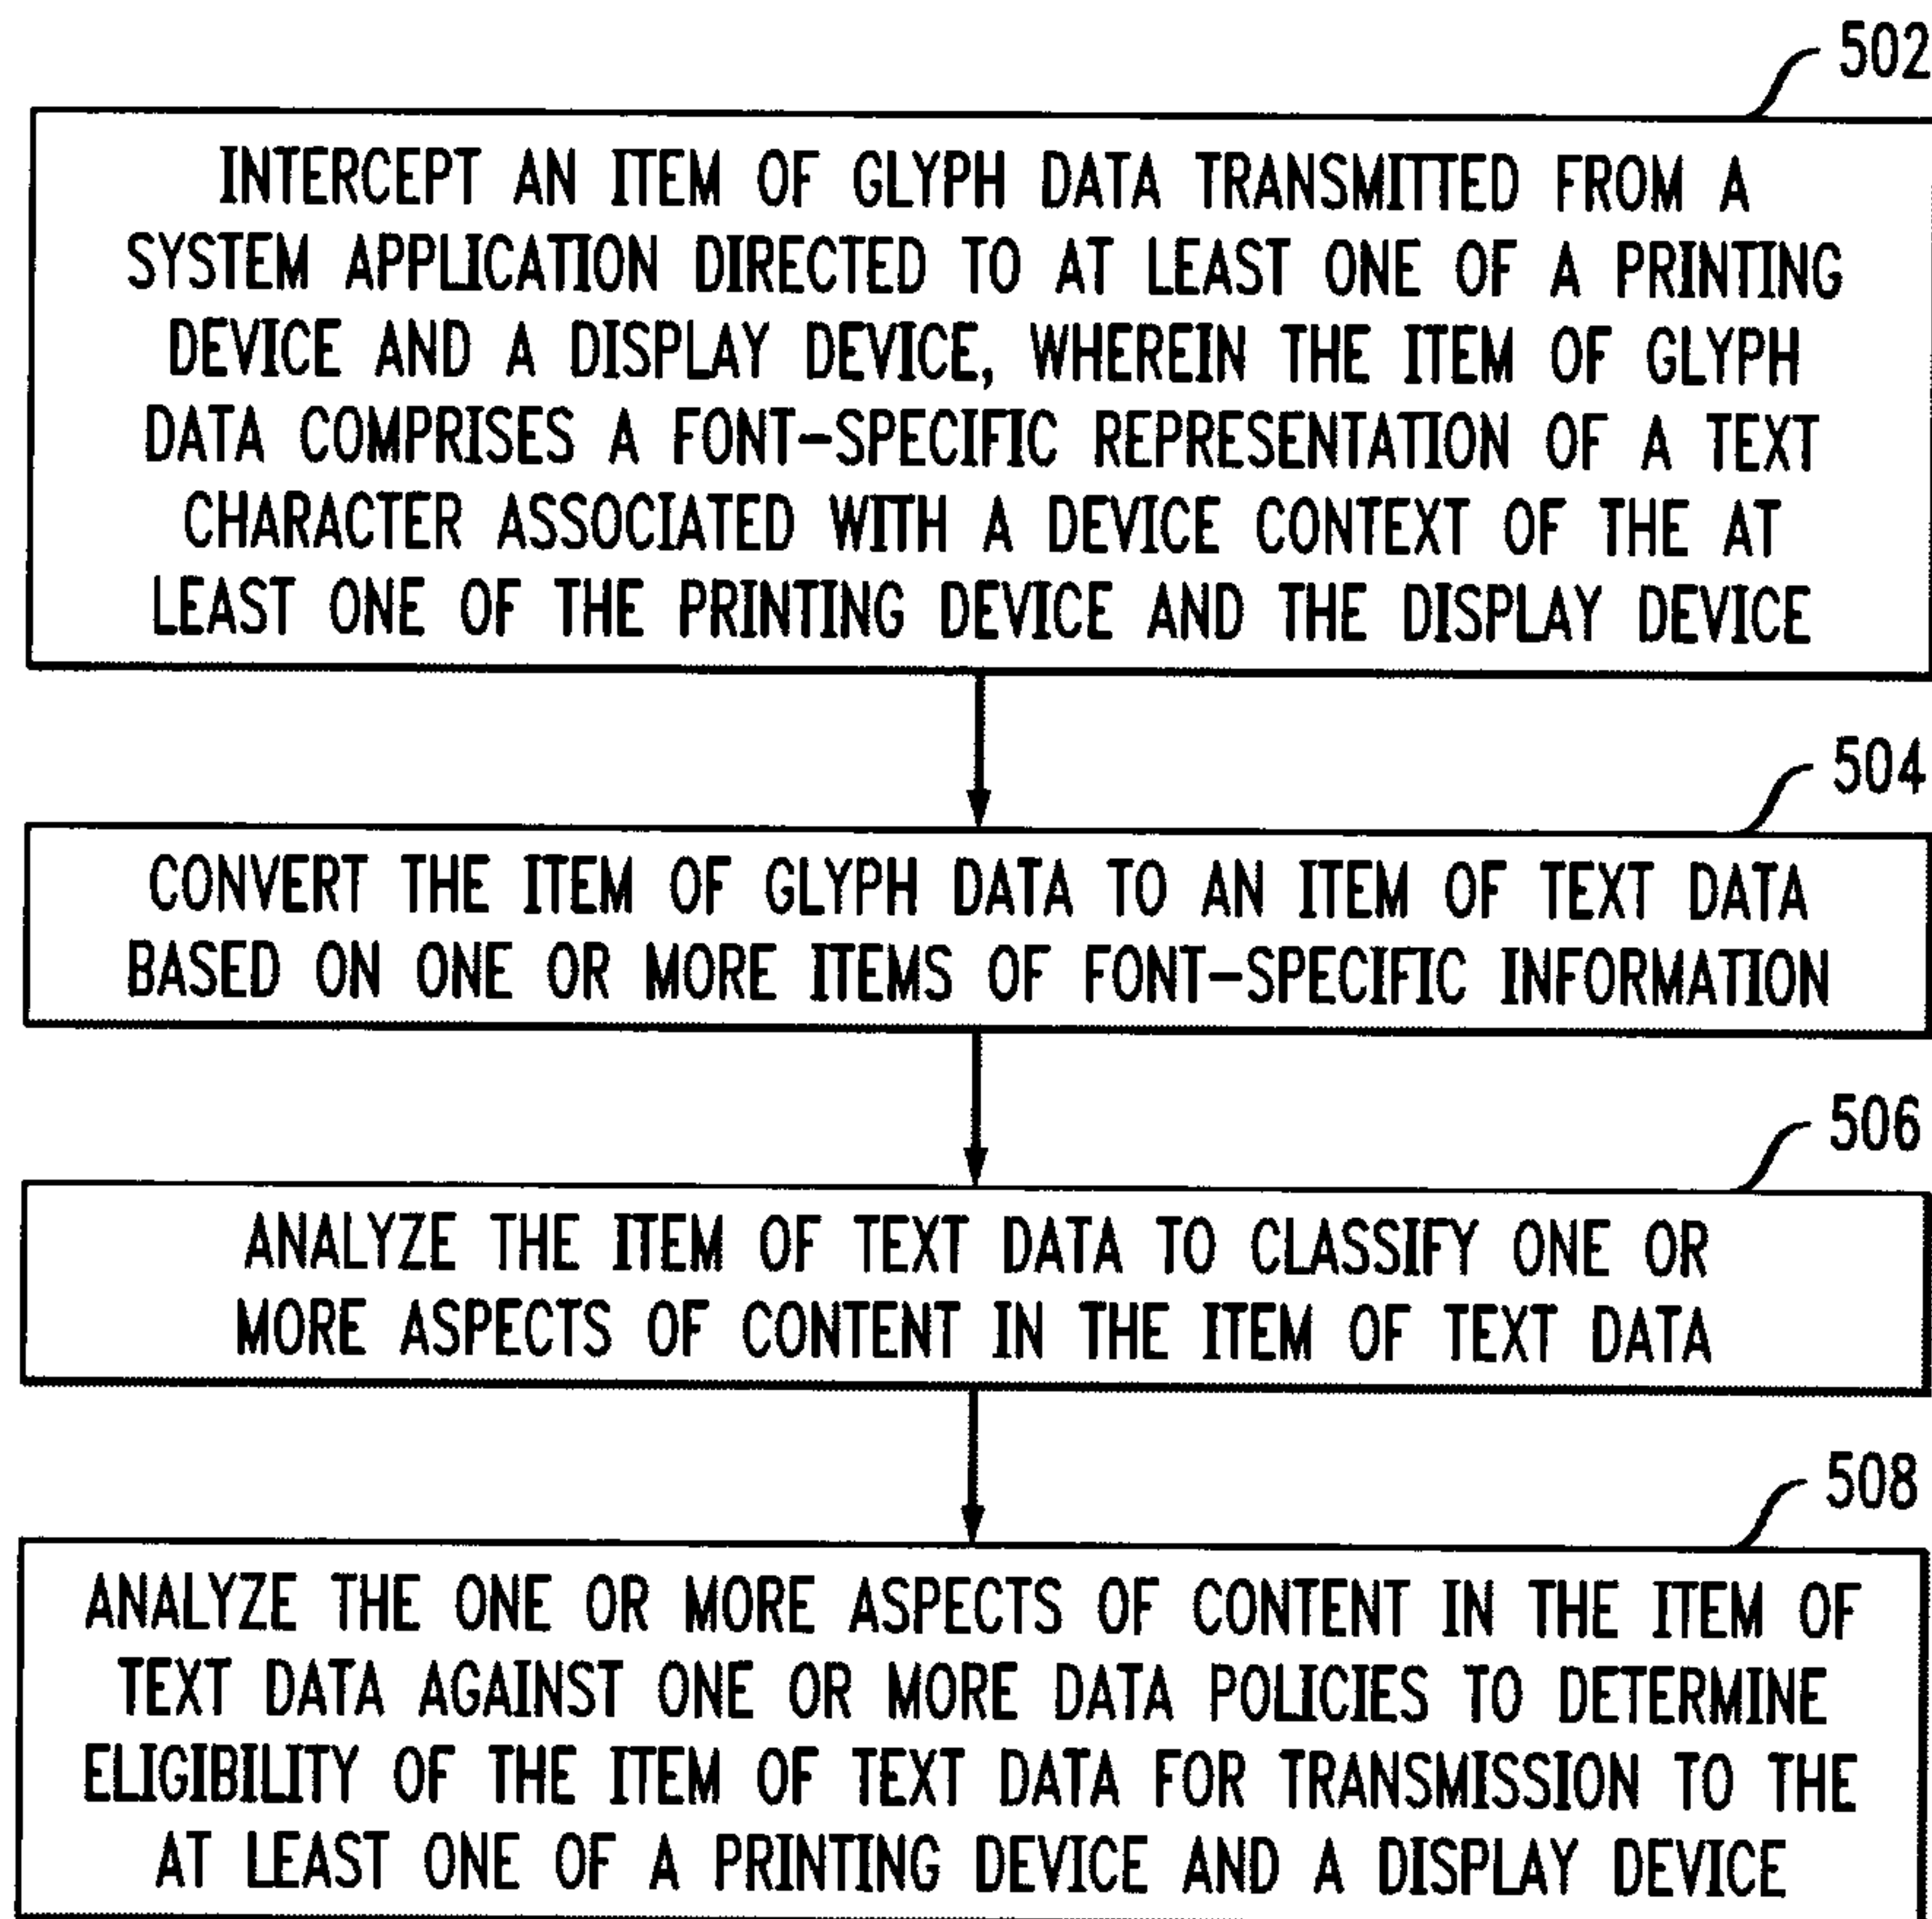 502
INTERCEPT AN ITEM OF GLYPH DATA TRANSMITTED FROM A
SYSTEM APPLICATION DIRECTED TO AT LEAST ONE OF A PRINTING
DEVICE AND A DISPLAY DEVICE, WHEREIN THE ITEM OF GLYPH
DATA COMPRISES A FONT-SPECIFIC REPRESENTATION OF A TEXT
CHARACTER ASSOCIATED WITH A DEVICE CONTEXT OF THE AT
LEAST ONE OF THE PRINTING DEVICE AND THE DISPLAY DEVICE
504
CONVERT THE ITEM OF GLYPH DATA TO AN ITEM OF TEXT DATA
BASED ON ONE OR MORE ITEMS OF FONT-SPECIFIC INFORMATION
506
ANALYZE THE ITEM OF TEXT DATA TO CLASSIFY ONE OR
MORE ASPECTS OF CONTENT IN THE ITEM OF TEXT DATA
508
ANALYZE THE ONE OR MORE ASPECTS OF CONTENT IN THE ITEM OF
TEXT DATA AGAINST ONE OR MORE DATA POLICIES TO DETERMINE
ELIGIBILITY OF THE ITEM OF TEXT DATA FOR TRANSMISSION TO THE
AT LEAST ONE OF A PRINTING DEVICE AND A DISPLAY DEVICE